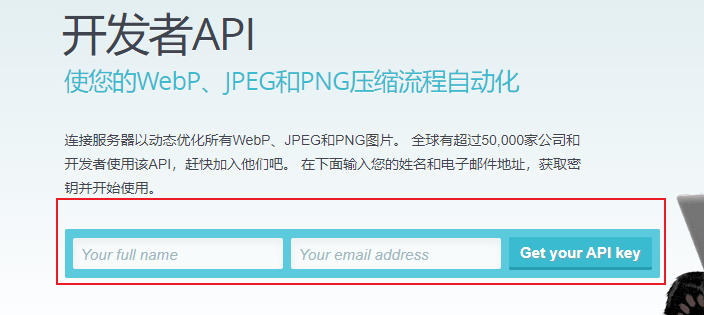 开发者API
使您的WebP、JPEG和PNG压缩流程自动化
连接服务器以动态优化所有WebP、JPEG和PNG图片。 全球有超过50,000家公司和
开发者使用该API，赶快加入他们吧。 在下面输入您的姓名和电子邮件地址，获取密
钥并开始使用。
Your full name Your email address Get your API key